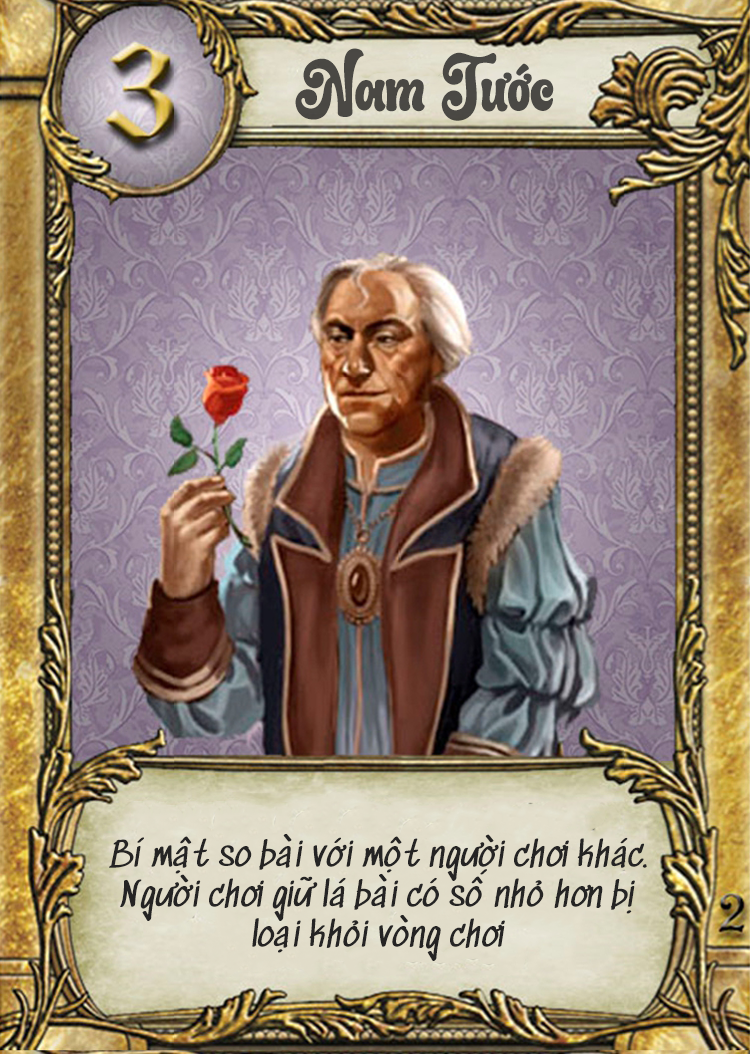 3
Nam Tước
Bí mật so bài với một người chơi khác.
Người chơi giữ lá bài có số nhỏ hơn bị
loại khỏi vòng chơi
2